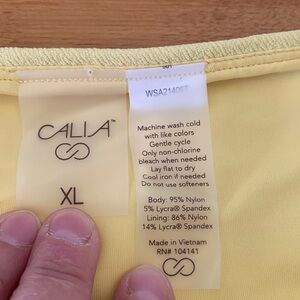 CALIA™
XL
Machine wash cold
with like colors
Gentle cycle
Only non-chlorine
bleach when needed
Lay flat to dry
Cool iron if needed
Do not use softeners
Body: 95% Nylon
5% Lycra® Spandex
Lining: 86% Nylon
14% Lycra® Spandex
Made in Vietnam
RN# 104141